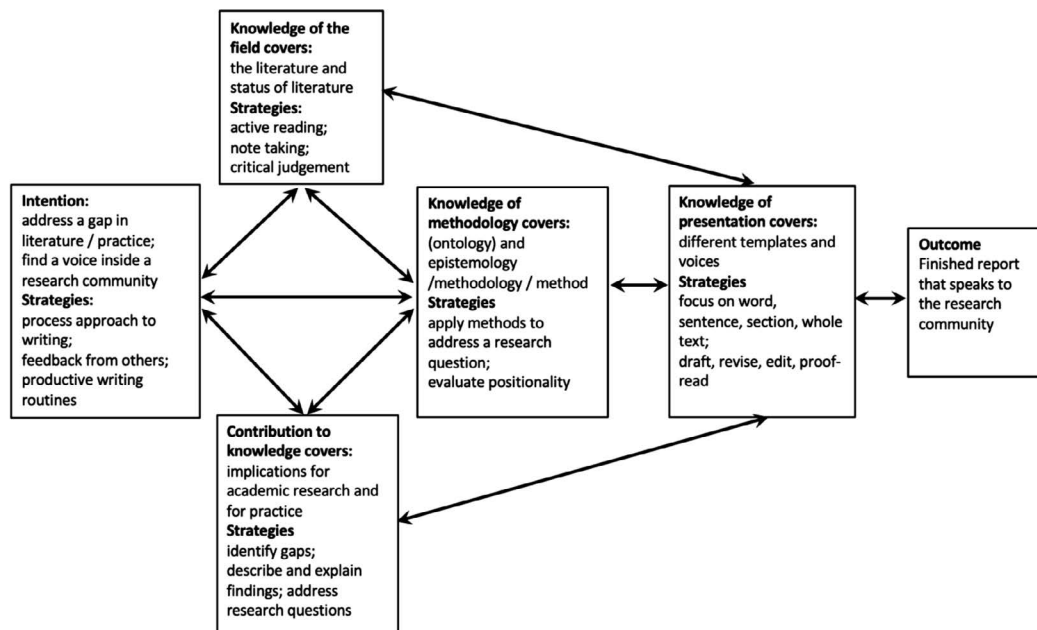 Knowledge of the
field covers:
the literature and
status of literature
Strategies:
active reading;
note taking;
critical judgement
Intention:
address a gap in
literature / practice;
find a voice inside a
research community
Strategies:
process approach to
writing;
feedback from others;
productive writing
routines
Knowledge of
methodology covers:
(ontology) and
epistemology
/methodology / method
Strategies
apply methods to
address a research
question;
evaluate positionality
Knowledge of
presentation covers:
different templates and
voices
Strategies
focus on word,
sentence, section, whole
text;
draft, revise, edit, proof-
read
Outcome
Finished report
that speaks to
the research
community
Contribution to
knowledge covers:
implications for
academic research and
for practice
Strategies
identify gaps;
describe and explain
findings; address
research questions